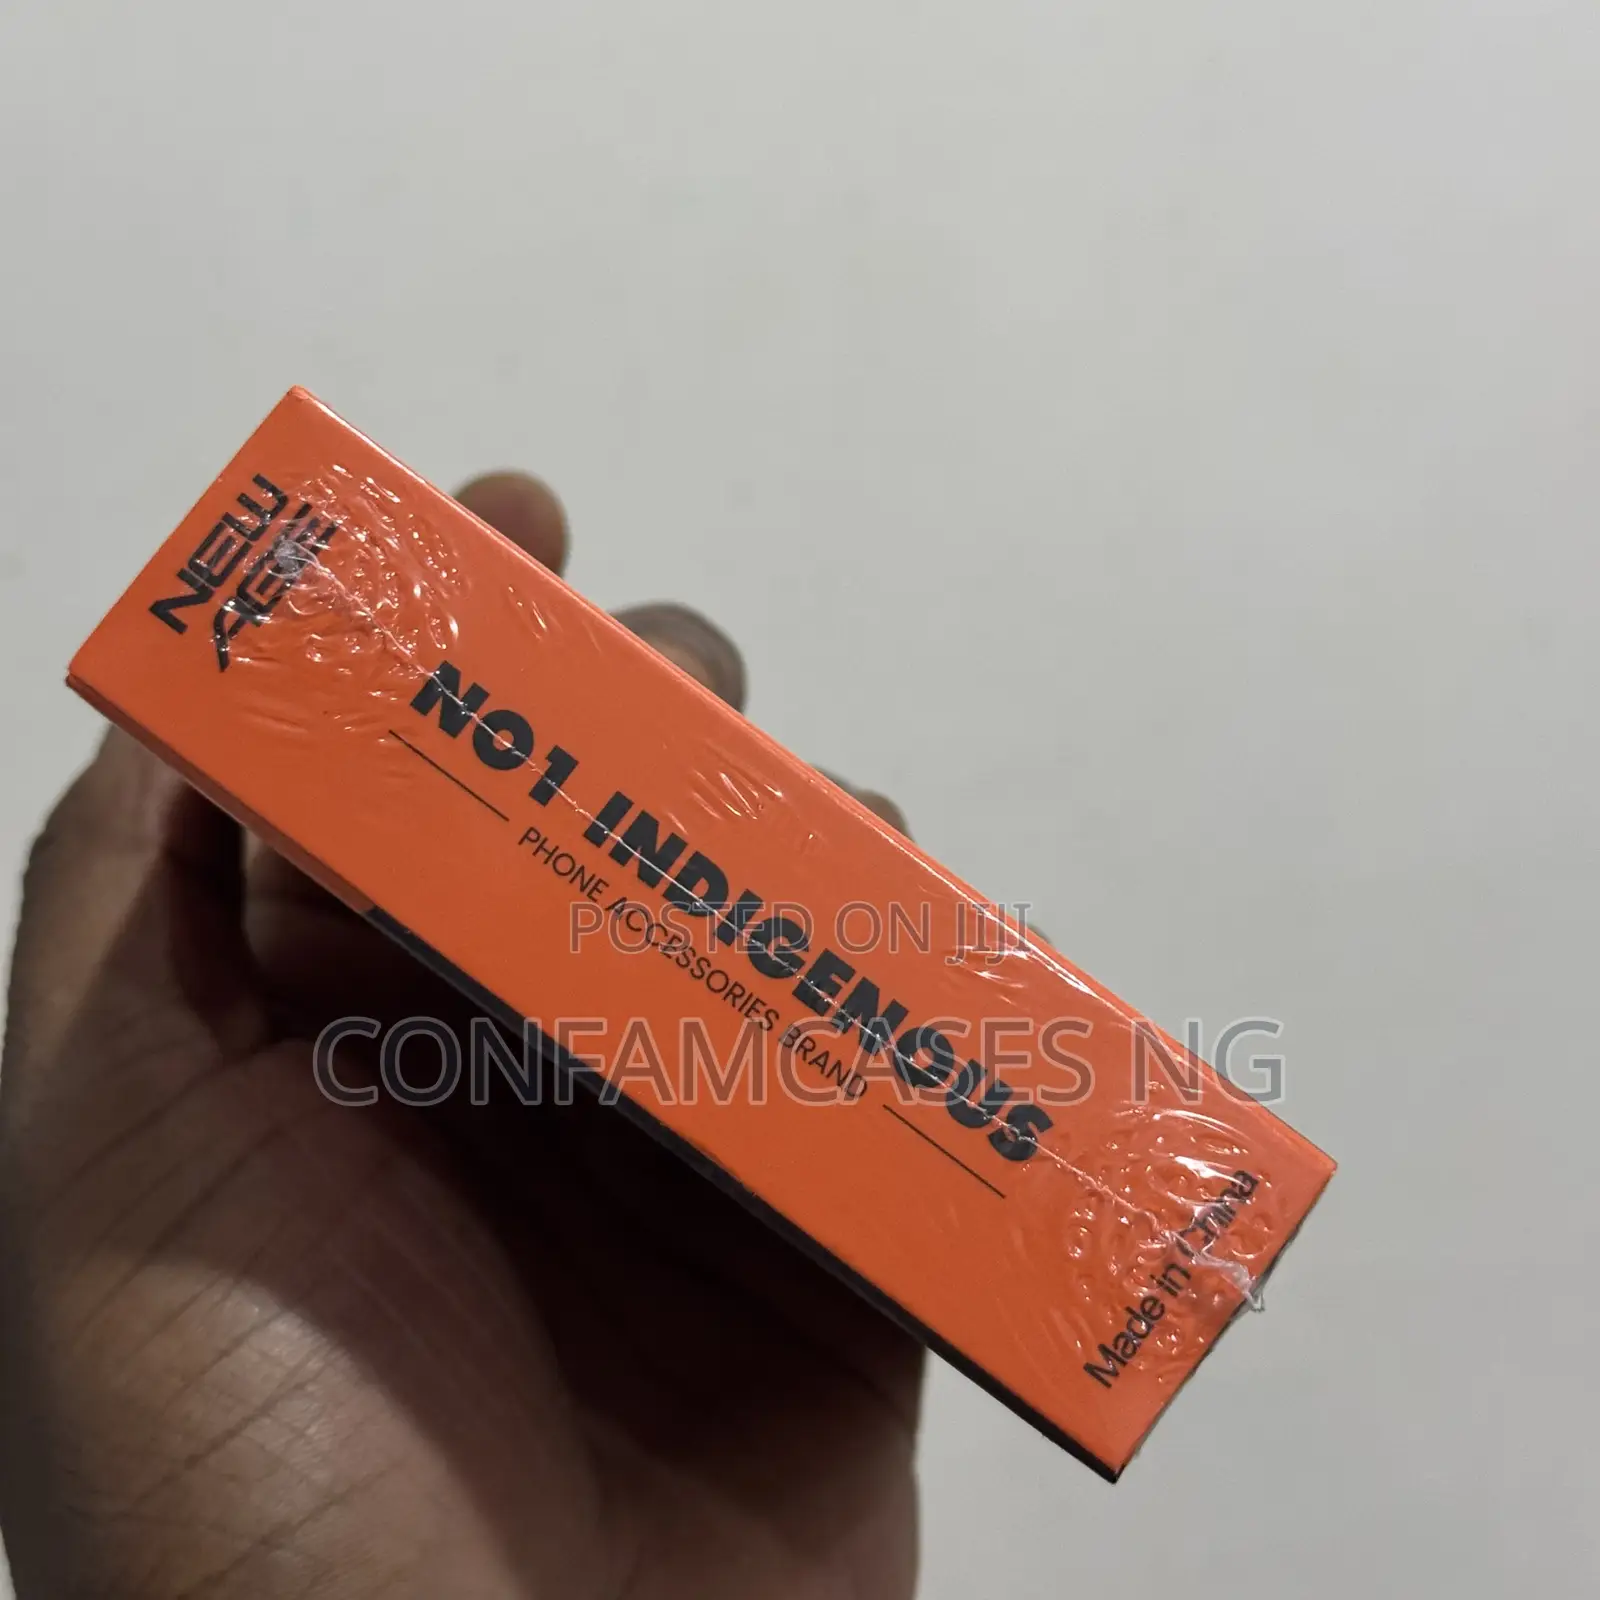 NEW
AGE
NO1 INDIGENOUS
PHONE ACCESSORIES BRAND
Made in China
POSTED ON JIJI
CONFAMCASES NG